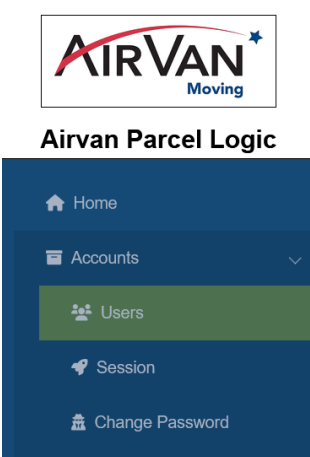 AIRVAN
Moving
Airvan Parcel Logic
Home
Accounts
Users
Session
Change Password